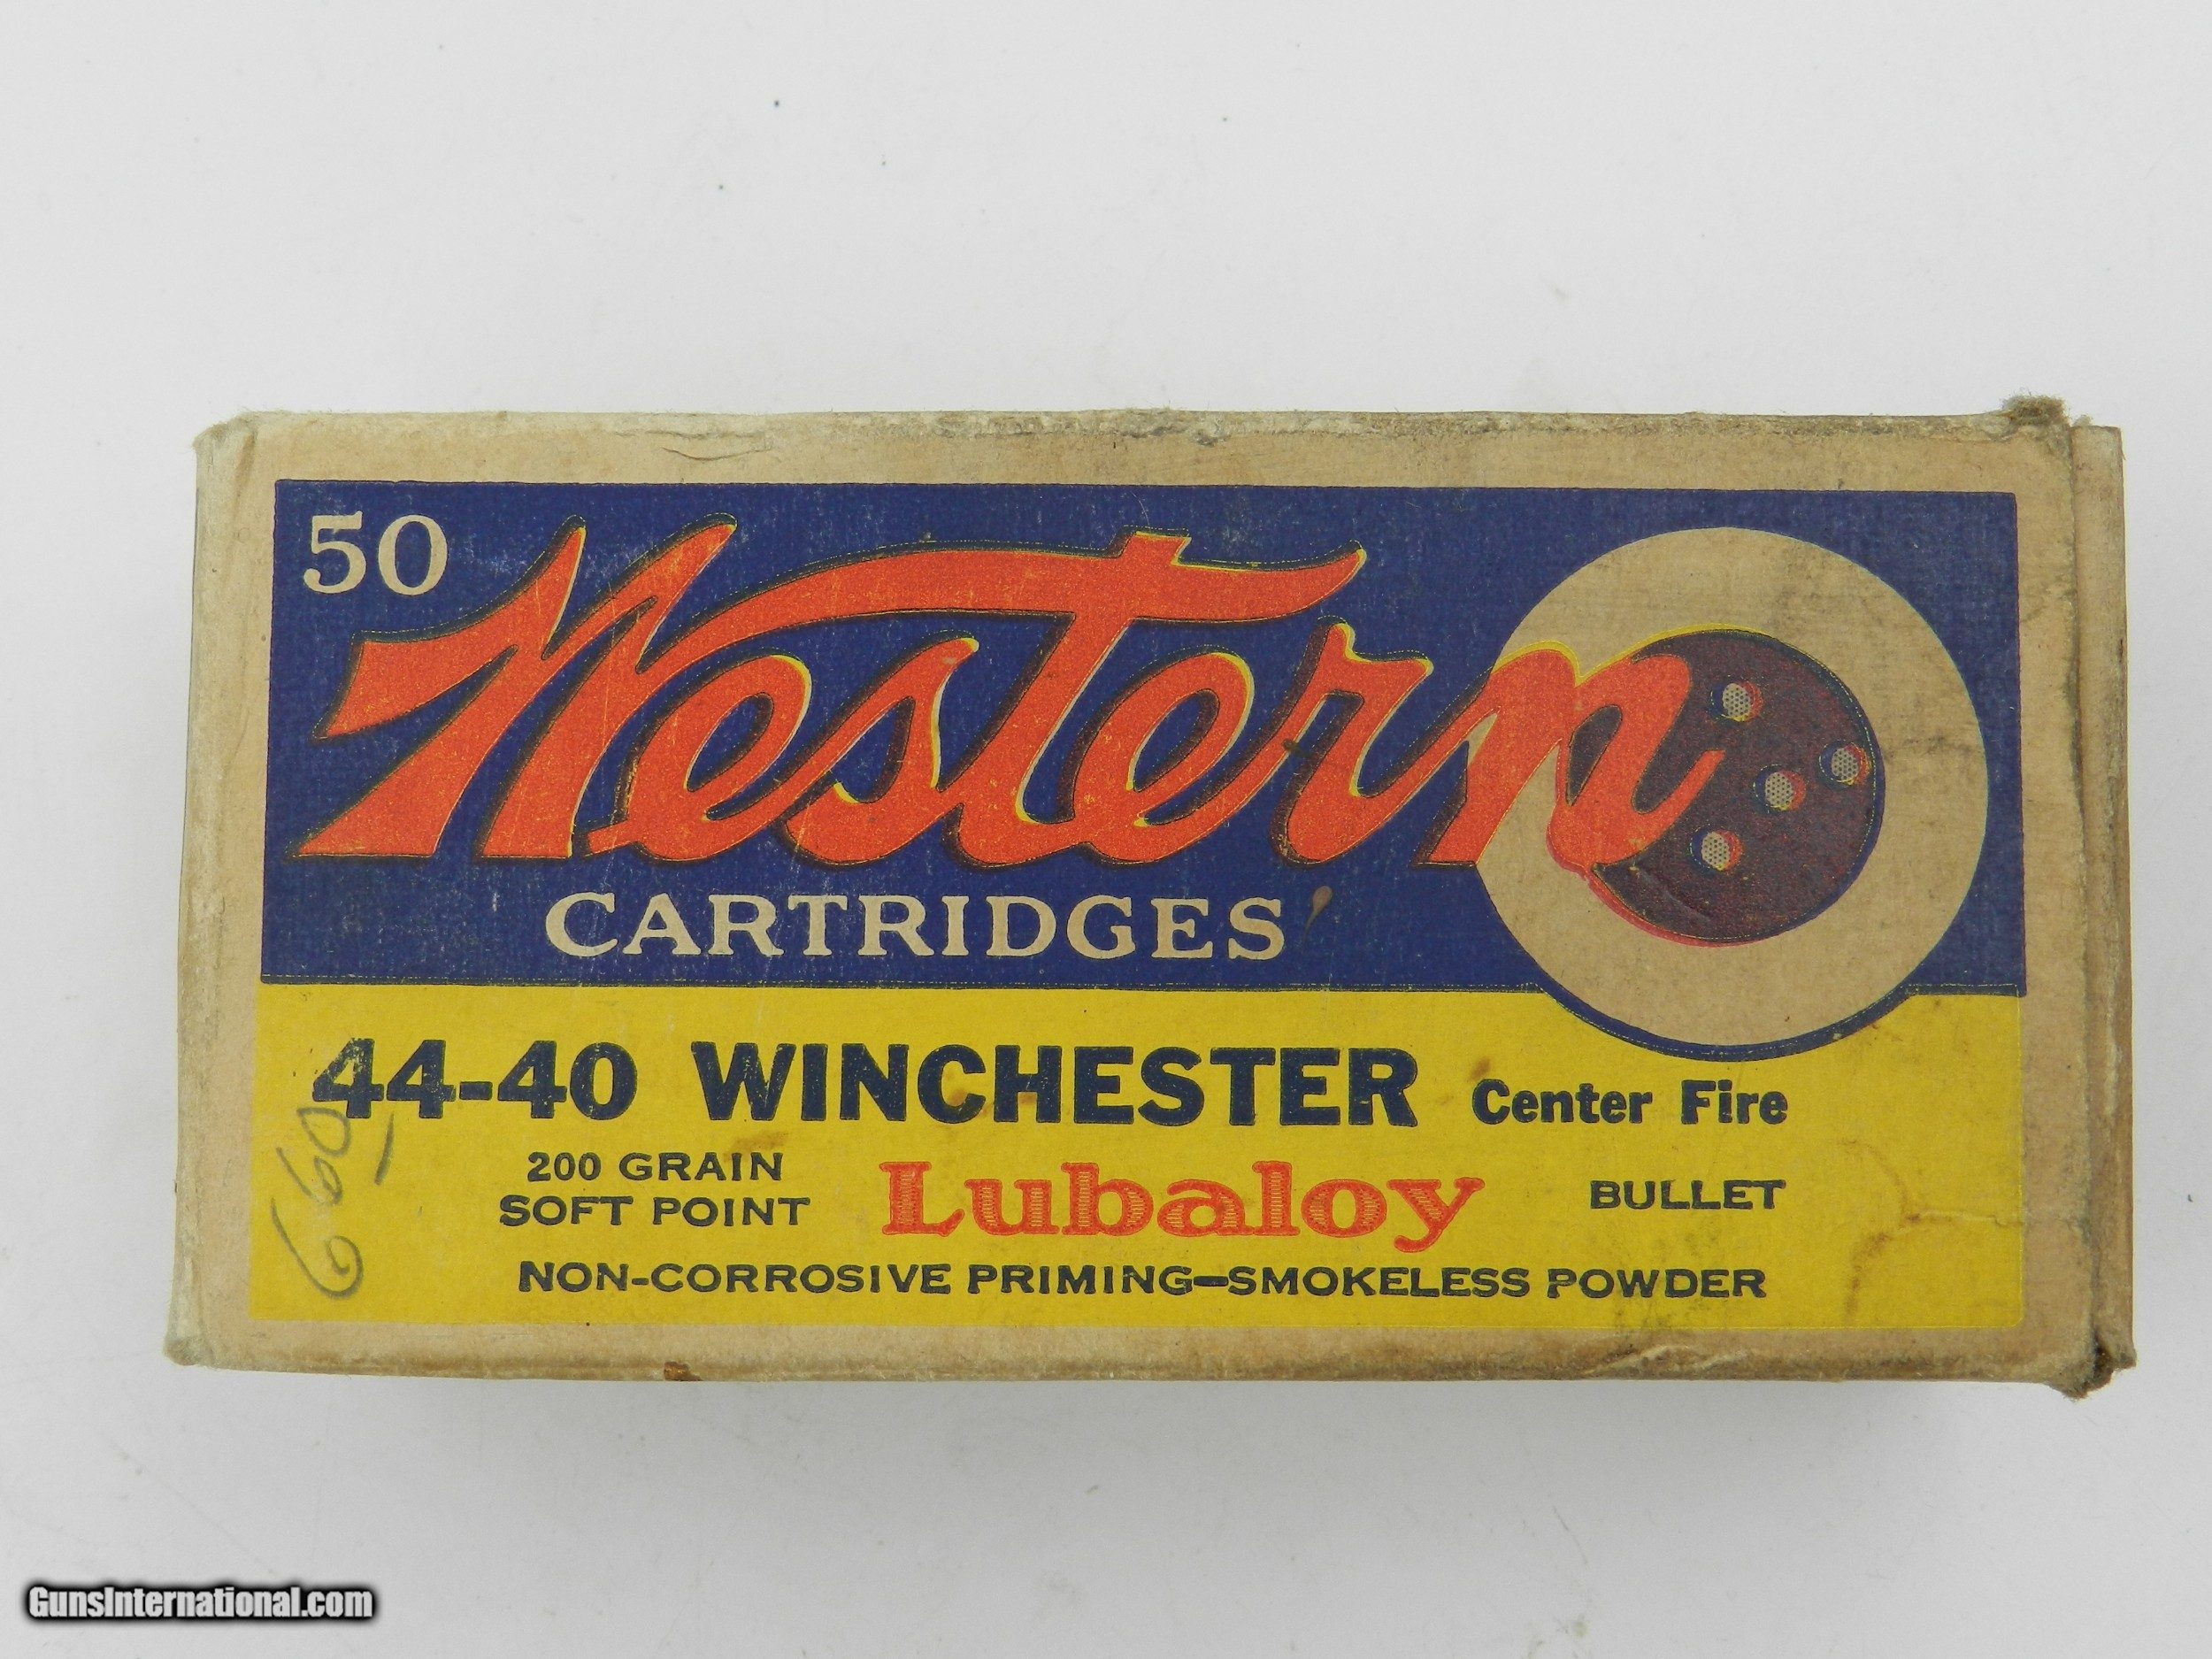 50
Western
CARTRIDGES
44-40 WINCHESTER Center Fire
200 GRAIN
SOFT POINT
Lubaloy
BULLET
NON-CORROSIVE PRIMING—SMOKELESS POWDER
660
GunsInternational.com